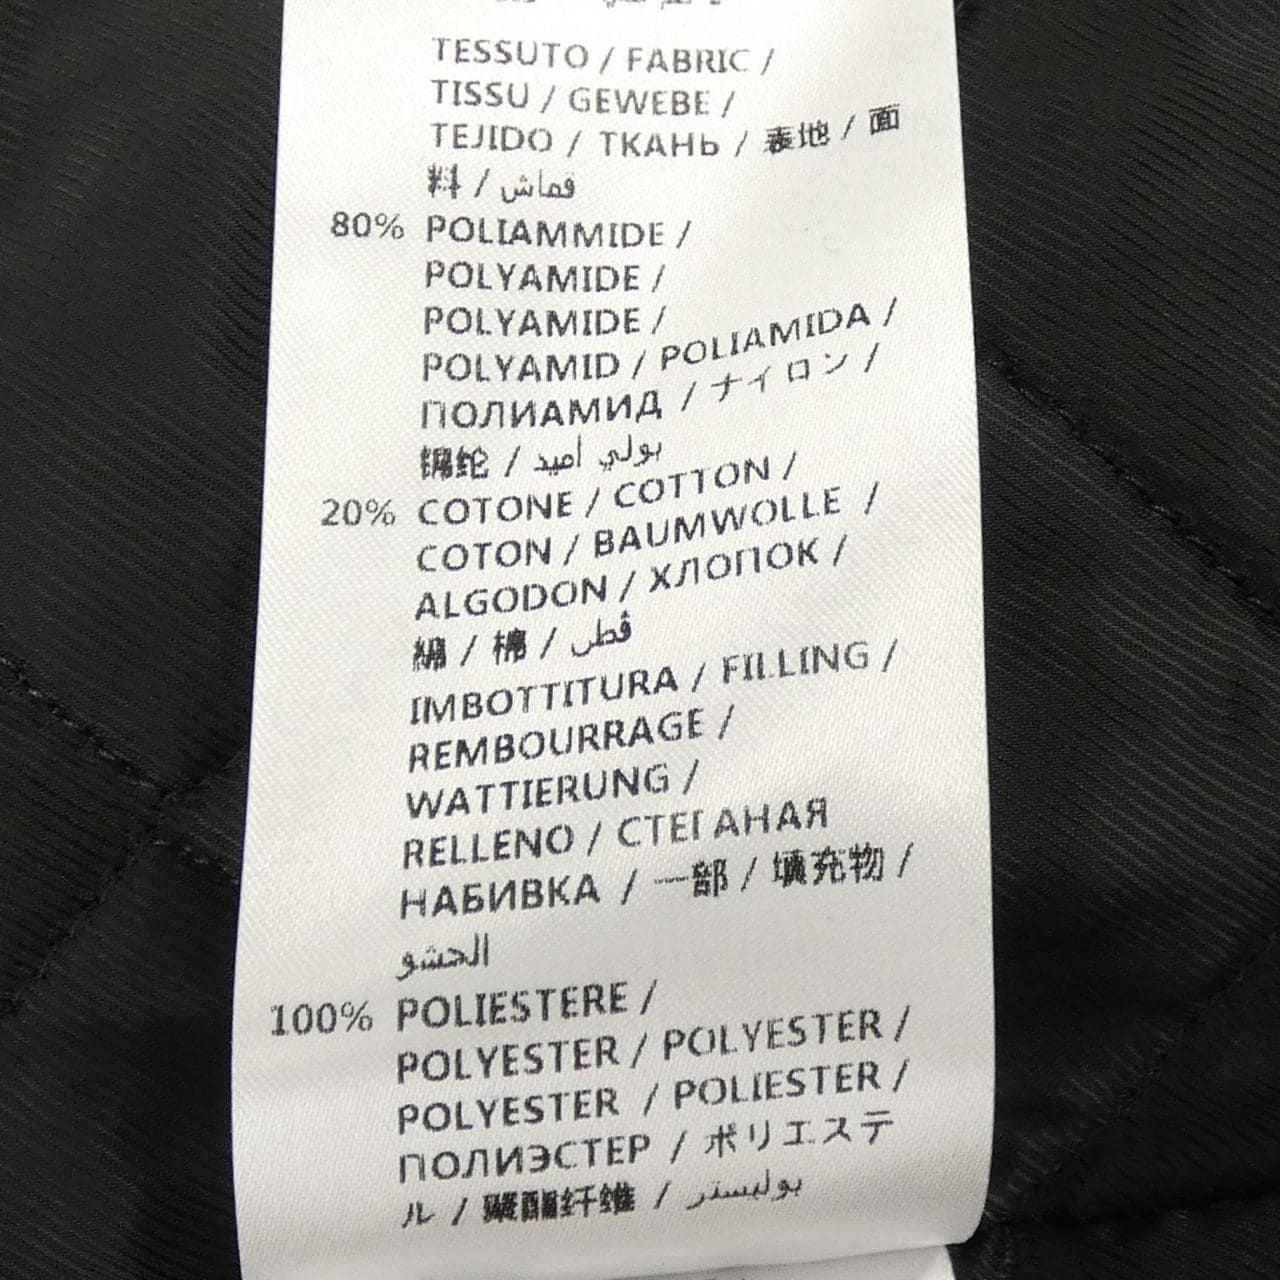 TESSUTO / FABRIC /
TISSU / GEWEBE /
TEJIDO / ТКАНЬ / 表地 / 面
料 / قماش
80% POLIAMMIDE /
POLYAMIDE /
POLYAMIDE /
POLYAMID / POLIAMIDA /
ПОЛИАМИД / ナイロン /
锦纶 / بولي أميد
20% COTONE / COTTON /
COTON / BAUMWOLLE /
ALGODON / ХЛОПОК /
綿 / 棉 / قطن
IMBOTTITURA / FILLING /
REMBOURRAGE /
WATTIERUNG /
RELLENO / СТЕГАНАЯ
НАБИВКА / 一部 / 填充物 /
الحشو
100% POLIESTERE /
POLYESTER / POLYESTER /
POLYESTER / POLIESTER /
ПОЛИЭСТЕР / ポリエステ
ル / 聚酯纤维 / بوليستر